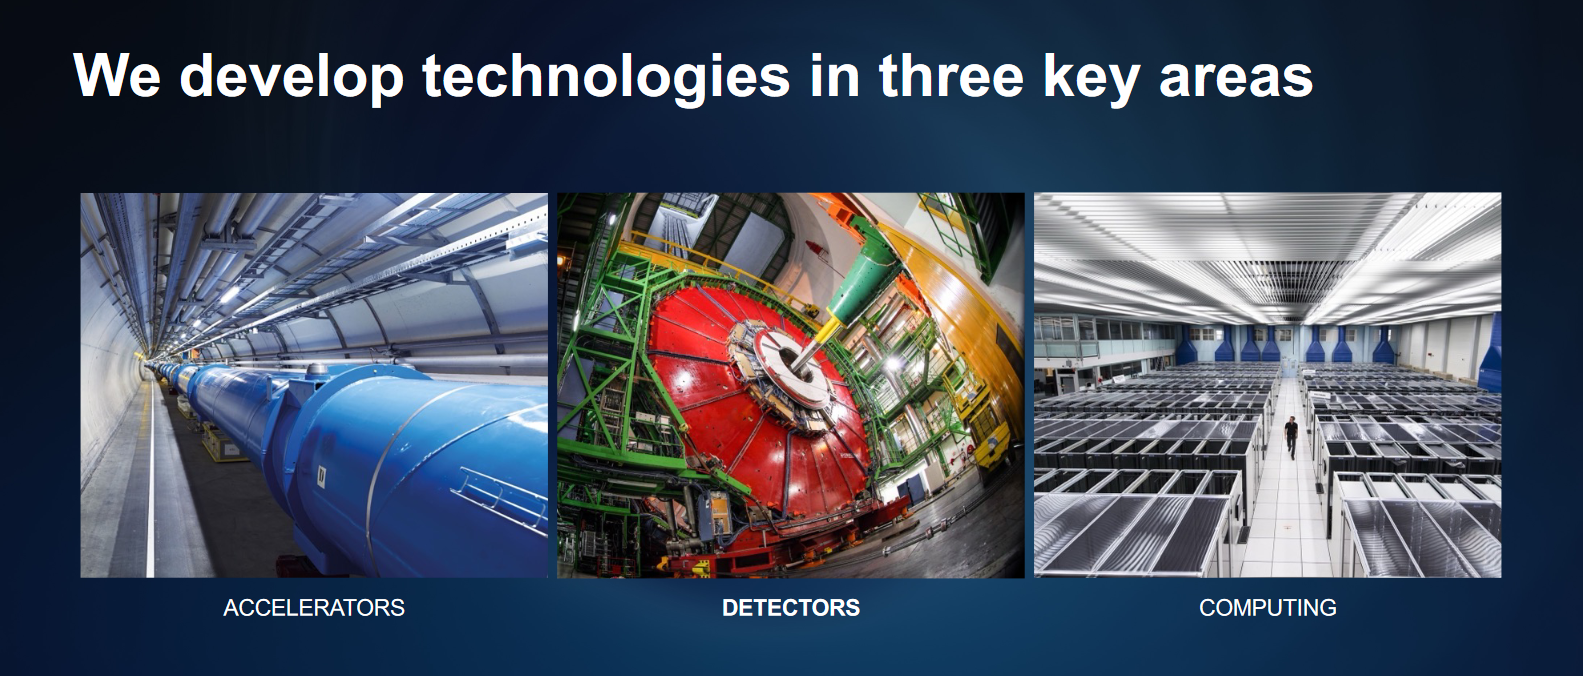 We develop technologies in three key areas
ACCELERATORS
DETECTORS
COMPUTING